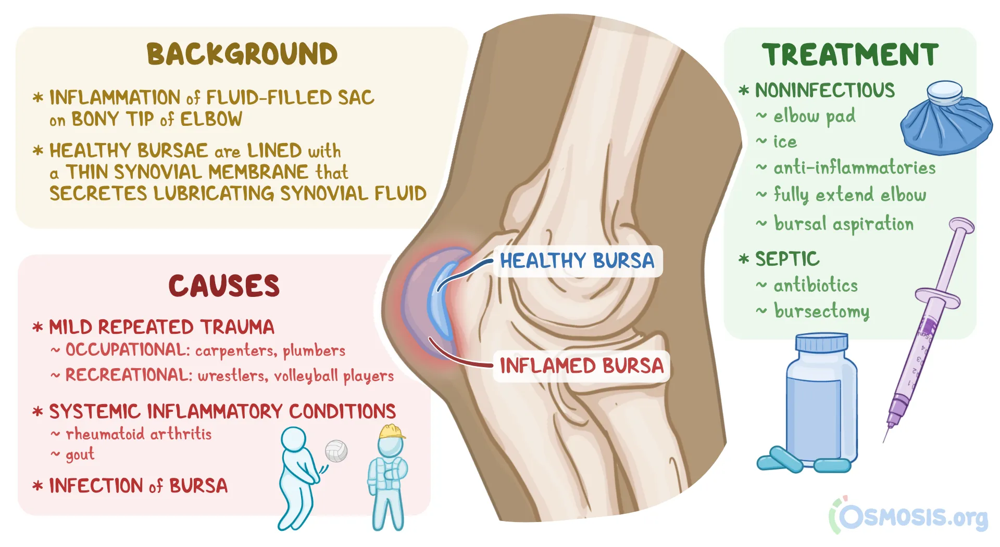 BACKGROUND
* INFLAMMATION of FLUID-FILLED SAC
on BONY TIP of ELBOW
* HEALTHY BURSAE are LINED with
a THIN SYNOVIAL MEMBRANE that
SECRETES LUBRICATING SYNOVIAL FLUID
CAUSES
* MILD REPEATED TRAUMA
~ OCCUPATIONAL: carpenters, plumbers
~ RECREATIONAL: wrestlers, volleyball players
* SYSTEMIC INFLAMMATORY CONDITIONS
~ rheumatoid arthritis
~ gout
* INFECTION of BURSA
HEALTHY BURSA
INFLAMED BURSA
TREATMENT
* NONINFECTIOUS
~ elbow pad
~ ice
~ anti-inflammatories
~ fully extend elbow
~ bursal aspiration
* SEPTIC
~ antibiotics
~ bursectomy
OSMOSIS.org